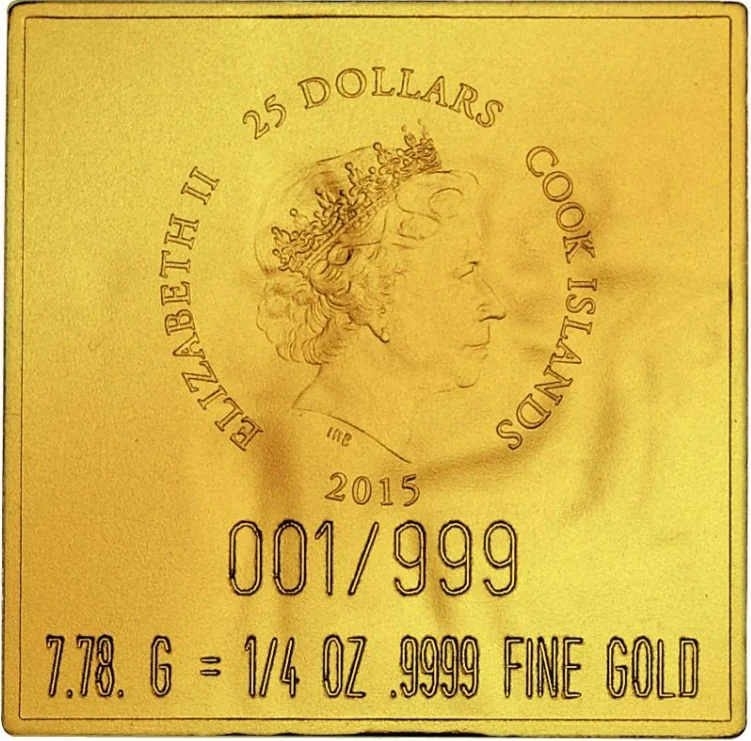 ELIZABETH II 25 DOLLARS COOK ISLANDS
IRB
2015
001/999
7.78. G = 1/4 OZ .9999 FINE GOLD